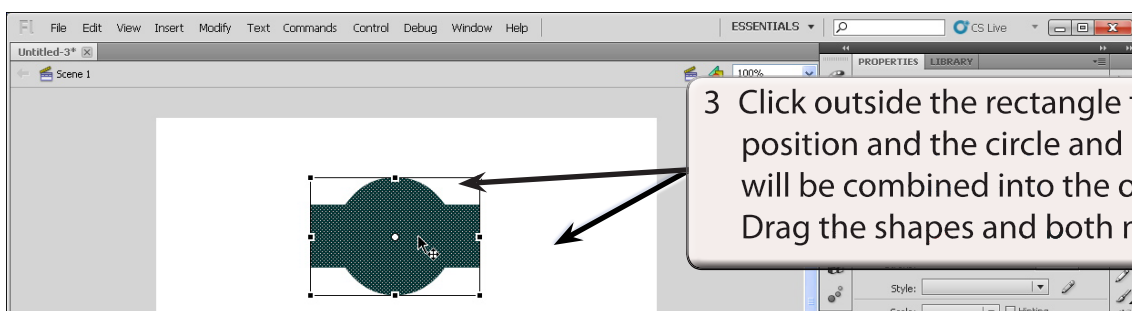 Fl File Edit View Insert Modify Text Commands Control Debug Window Help ESSENTIALS CS Live
Untitled-3*
PROPERTIES LIBRARY
Scene 1
100%
3 Click outside the rectangle
position and the circle and
will be combined into the
Drag the shapes and both
Style:
Hinting